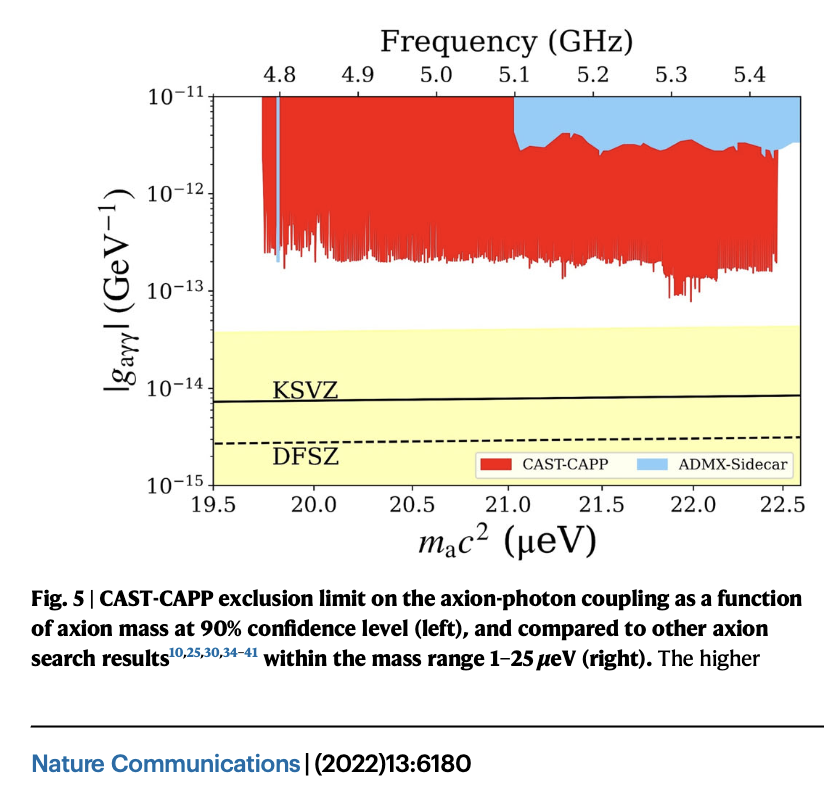 Frequency (GHz)
4.8 4.9 5.0 5.1 5.2 5.3 5.4
10⁻¹¹
10⁻¹²
10⁻¹³
10⁻¹⁴
10⁻¹⁵
|gₐᵧᵧ| (GeV⁻¹)
KSVZ
DFSZ
CAST-CAPP ADMX-Sidecar
19.5 20.0 20.5 21.0 21.5 22.0 22.5
mₐc² (μeV)
Fig. 5 | CAST-CAPP exclusion limit on the axion-photon coupling as a function
of axion mass at 90% confidence level (left), and compared to other axion
search results¹⁰,²⁵,³⁰,³⁴⁻⁴¹ within the mass range 1–25 μeV (right). The higher
Nature Communications | (2022)13:6180